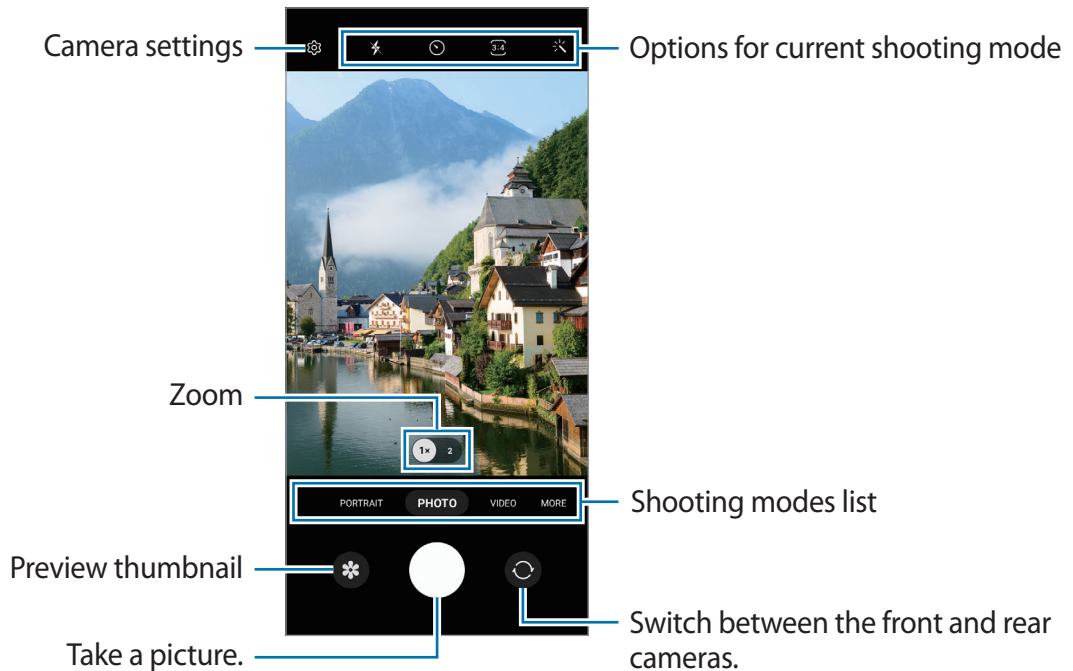 Camera settings
3:4
Options for current shooting mode
Zoom
1x 2
PORTRAIT PHOTO VIDEO MORE
Shooting modes list
Preview thumbnail
Take a picture.
Switch between the front and rear
cameras.